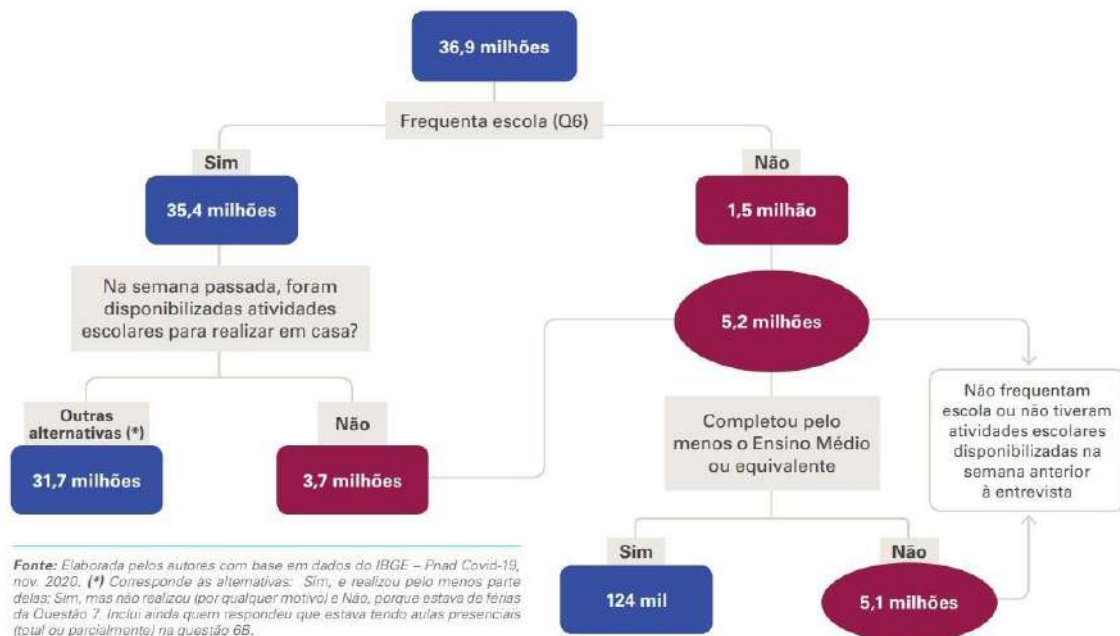 36,9 milhões
Frequenta escola (Q6)
Sim
Não
35,4 milhões
1,5 milhão
Na semana passada, foram
disponibilizadas atividades
escolares para realizar em casa?
5,2 milhões
Outras
alternativas (*)
Não
31,7 milhões
3,7 milhões
Completou pelo
menos o Ensino Médio
ou equivalente
Não frequentam
escola ou não tiveram
atividades escolares
disponibilizadas na
semana anterior
à entrevista
Sim
Não
124 mil
5,1 milhões
Fonte: Elaborada pelos autores com base em dados do IBGE – Pnad Covid-19,
nov. 2020. (*) Corresponde às alternativas: Sim, e realizou pelo menos parte
delas; Sim, mas não realizou (por qualquer motivo) e Não, porque estava de férias
da Questão 7. Inclui ainda quem respondeu que estava tendo aulas presenciais
(total ou parcialmente) na questão 6B.